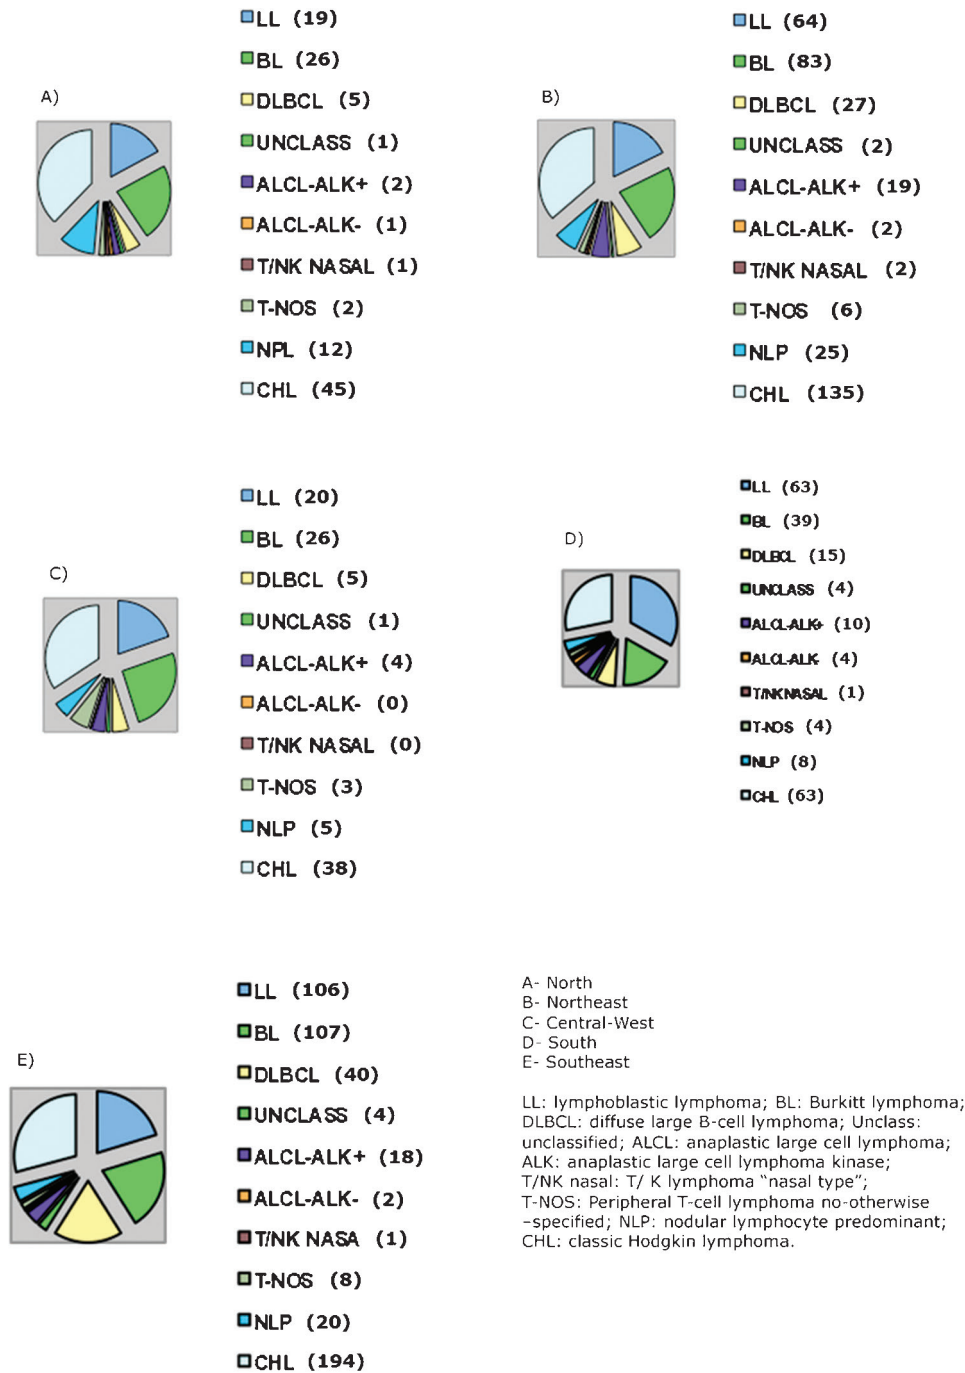 A)
LL (19)
BL (26)
DLBCL (5)
UNCLASS (1)
ALCL-ALK+ (2)
ALCL-ALK- (1)
T/NK NASAL (1)
T-NOS (2)
NPL (12)
CHL (45)
B)
LL (64)
BL (83)
DLBCL (27)
UNCLASS (2)
ALCL-ALK+ (19)
ALCL-ALK- (2)
T/NK NASAL (2)
T-NOS (6)
NLP (25)
CHL (135)
C)
LL (20)
BL (26)
DLBCL (5)
UNCLASS (1)
ALCL-ALK+ (4)
ALCL-ALK- (0)
T/NK NASAL (0)
T-NOS (3)
NLP (5)
CHL (38)
D)
LL (63)
BL (39)
DLBCL (15)
UNCLASS (4)
ALCL-ALK+ (10)
ALCL-ALK- (4)
T/NK NASAL (1)
T-NOS (4)
NLP (8)
CHL (63)
E)
LL (106)
BL (107)
DLBCL (40)
UNCLASS (4)
ALCL-ALK+ (18)
ALCL-ALK- (2)
T/NK NASA (1)
T-NOS (8)
NLP (20)
CHL (194)
A- North
B- Northeast
C- Central-West
D- South
E- Southeast
LL: lymphoblastic lymphoma; BL: Burkitt lymphoma;
DLBCL: diffuse large B-cell lymphoma; Unclass:
unclassified; ALCL: anaplastic large cell lymphoma;
ALK: anaplastic large cell lymphoma kinase;
T/NK nasal: T/ K lymphoma “nasal type”;
T-NOS: Peripheral T-cell lymphoma no-otherwise
–specified; NLP: nodular lymphocyte predominant;
CHL: classic Hodgkin lymphoma.